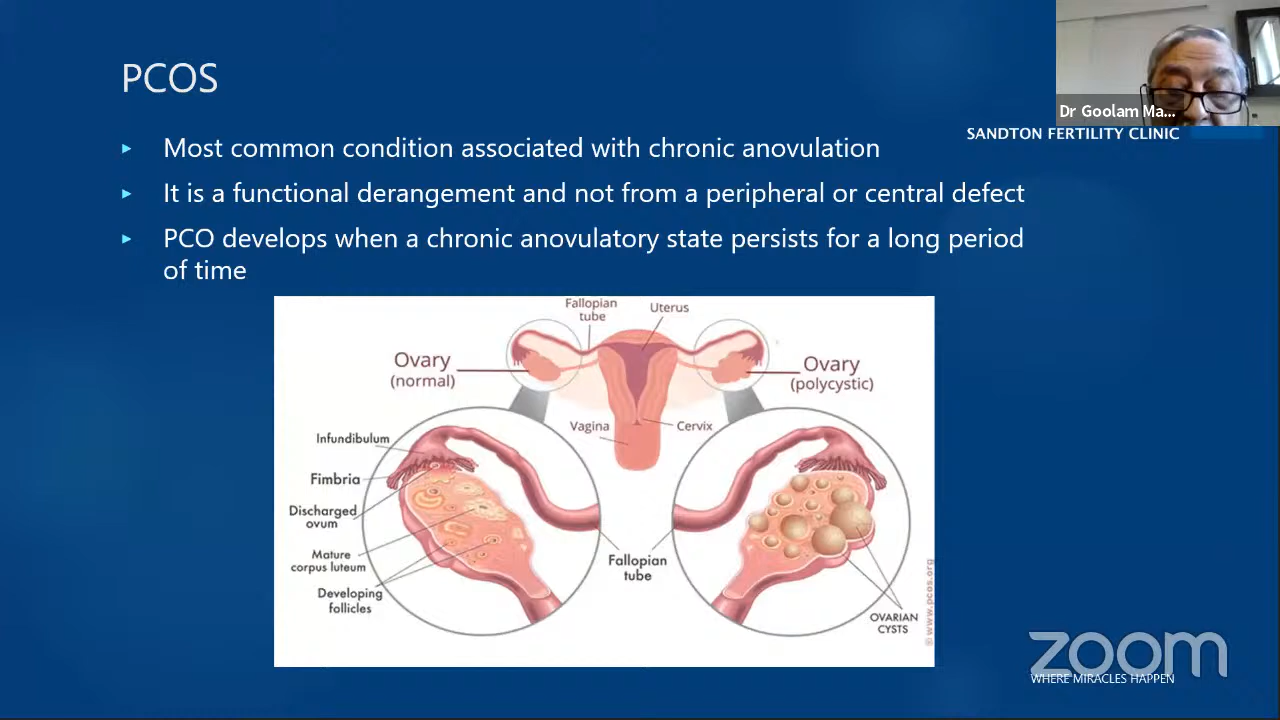 PCOS
Dr Goolam Ma...
SANDTON FERTILITY CLINIC
Most common condition associated with chronic anovulation
It is a functional derangement and not from a peripheral or central defect
PCO develops when a chronic anovulatory state persists for a long period
of time
Fallopian
tube
Uterus
Ovary
(normal)
Ovary
(polycystic)
Vagina
Cervix
Infundibulum
Fimbria
Discharged
ovum
Mature
corpus luteum
Developing
follicles
Fallopian
tube
OVARIAN
CYSTS
© www.pcos.org
zoom
WHERE MIRACLES HAPPEN